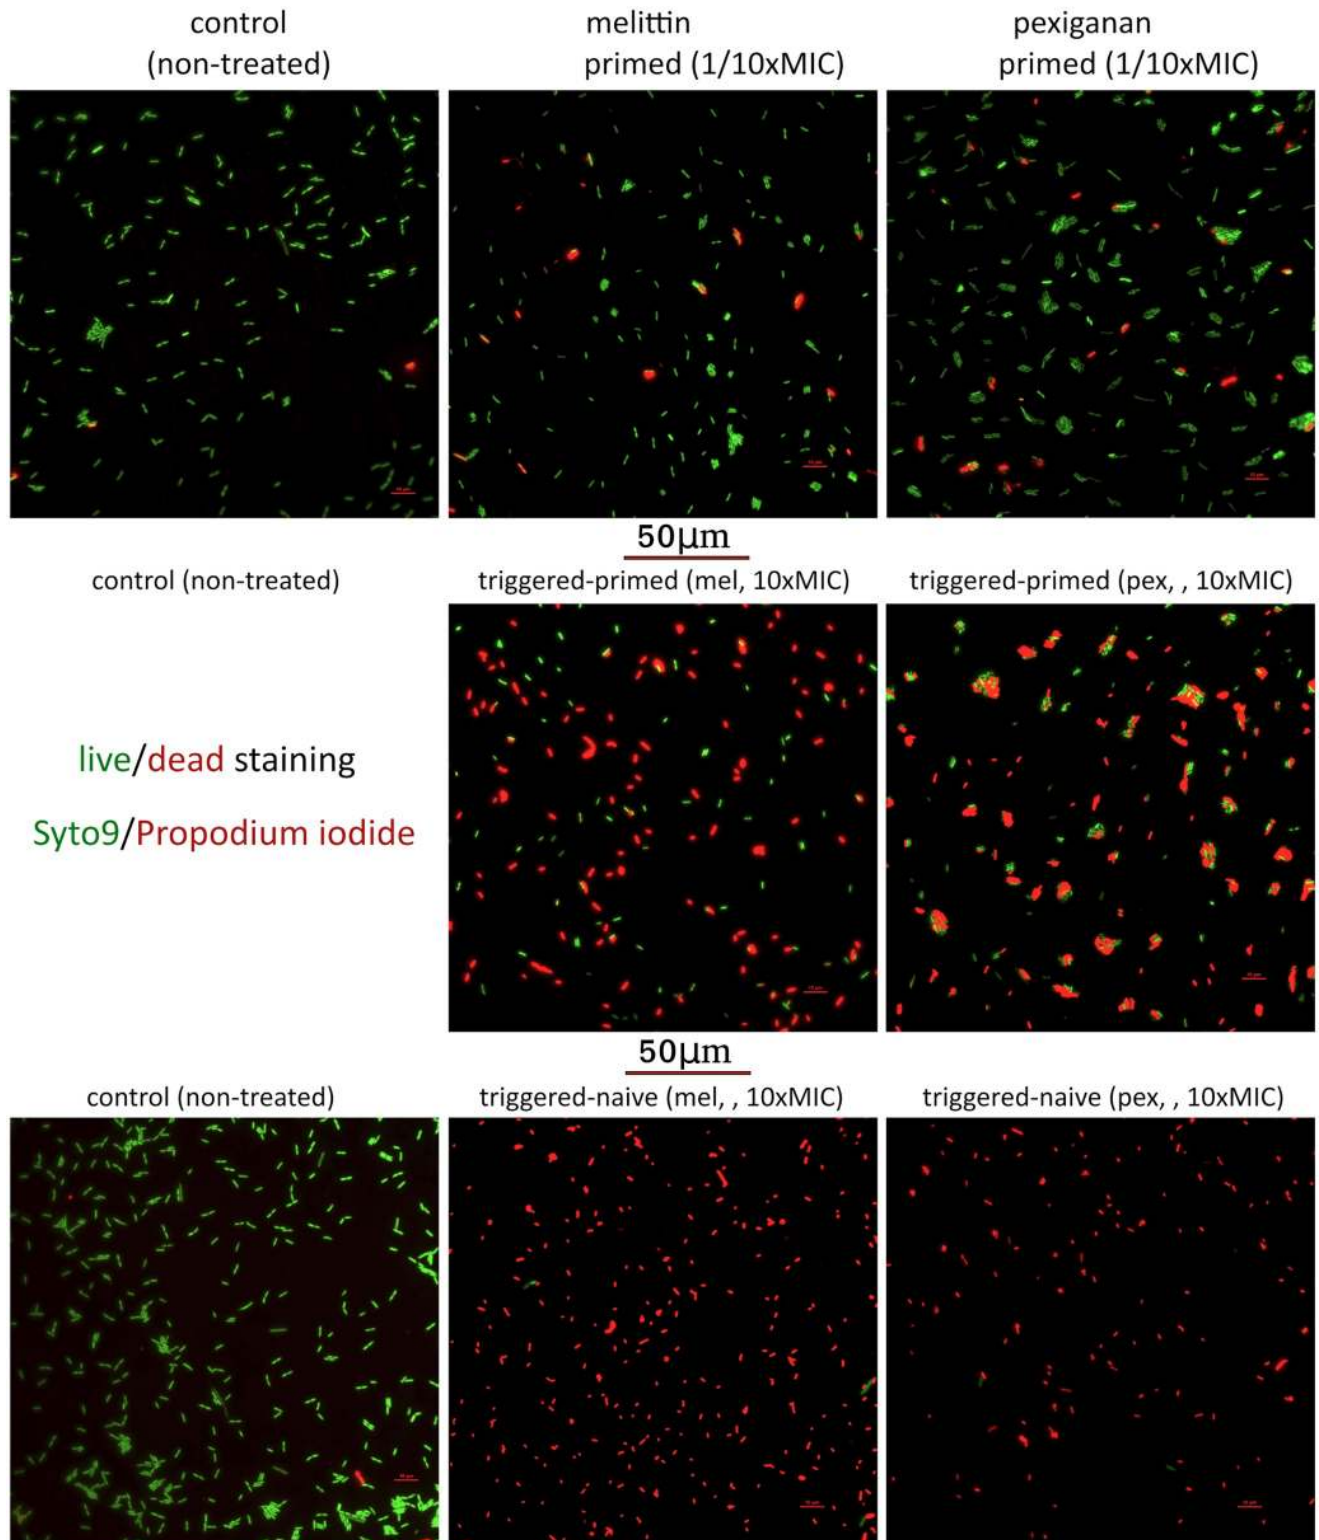 control
(non-treated)
melittin
primed (1/10xMIC)
pexiganan
primed (1/10xMIC)
50µm
control (non-treated)
triggered-primed (mel, 10xMIC)
triggered-primed (pex, , 10xMIC)
live/dead staining
Syto9/Propodium iodide
50µm
control (non-treated)
triggered-naive (mel, , 10xMIC)
triggered-naive (pex, , 10xMIC)